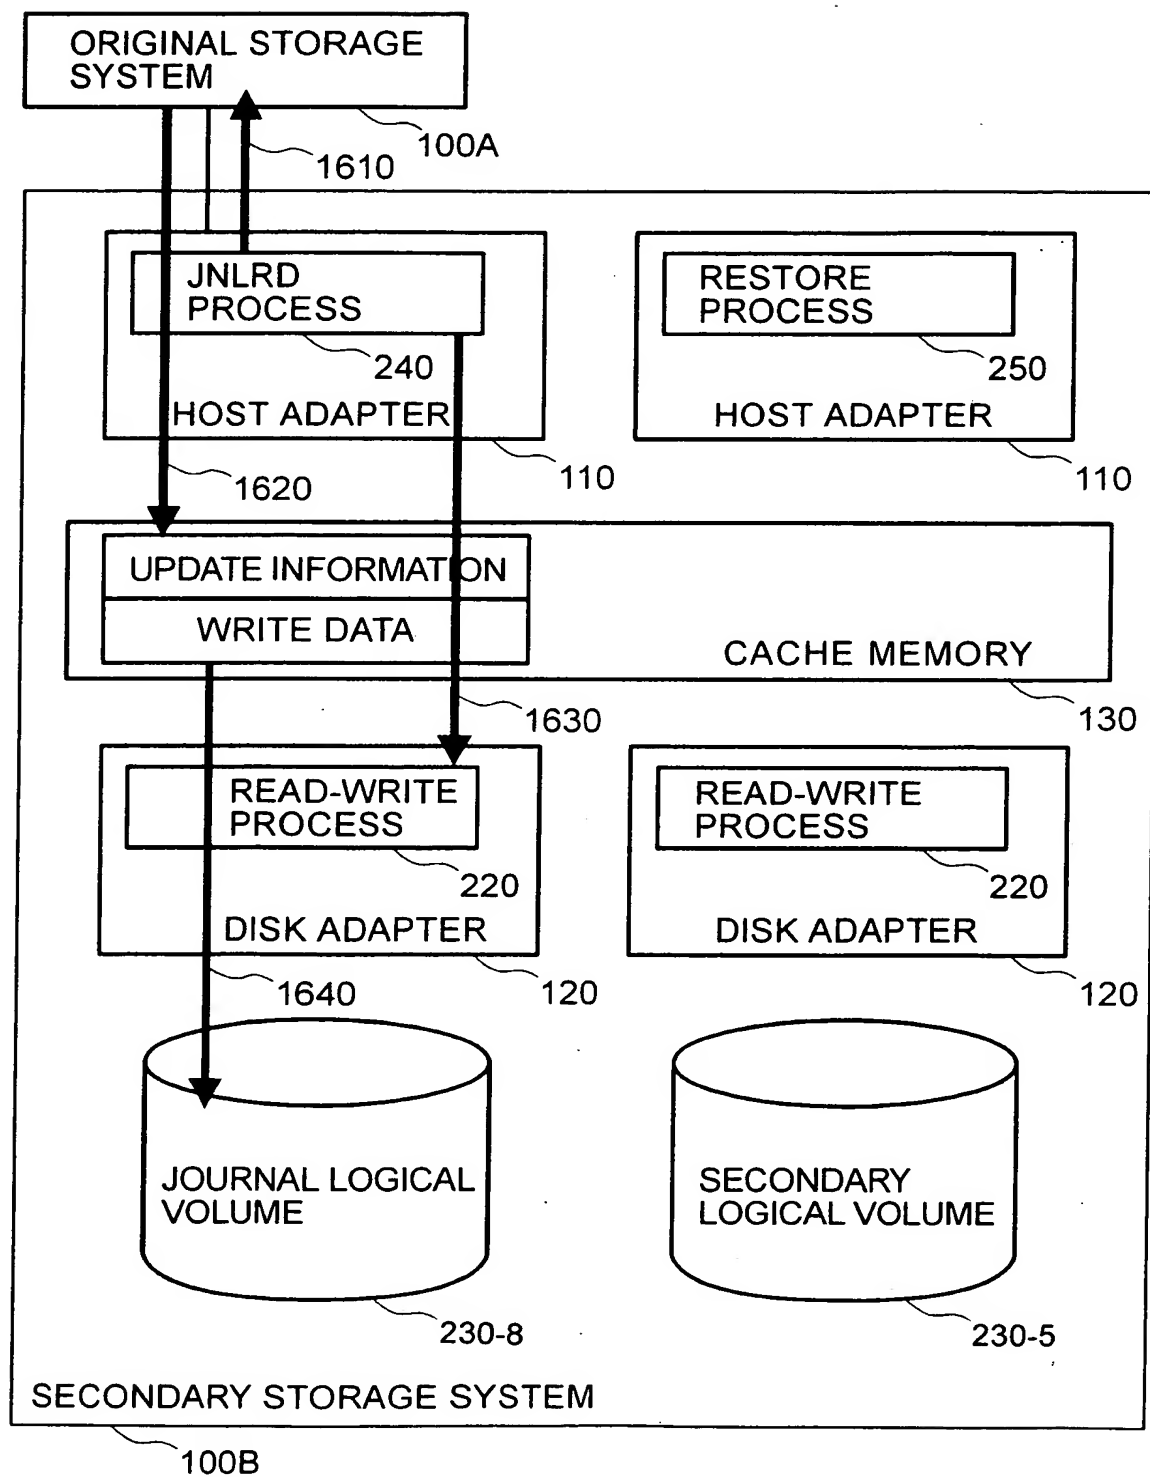 ORIGINAL STORAGE
SYSTEM
100A
1610
JNLRD
PROCESS
240
HOST ADAPTER
110
RESTORE
PROCESS
250
HOST ADAPTER
110
1620
UPDATE INFORMATION
WRITE DATA
CACHE MEMORY
130
1630
READ-WRITE
PROCESS
220
DISK ADAPTER
120
READ-WRITE
PROCESS
220
DISK ADAPTER
120
1640
JOURNAL LOGICAL
VOLUME
230-8
SECONDARY
LOGICAL VOLUME
230-5
SECONDARY STORAGE SYSTEM
100B